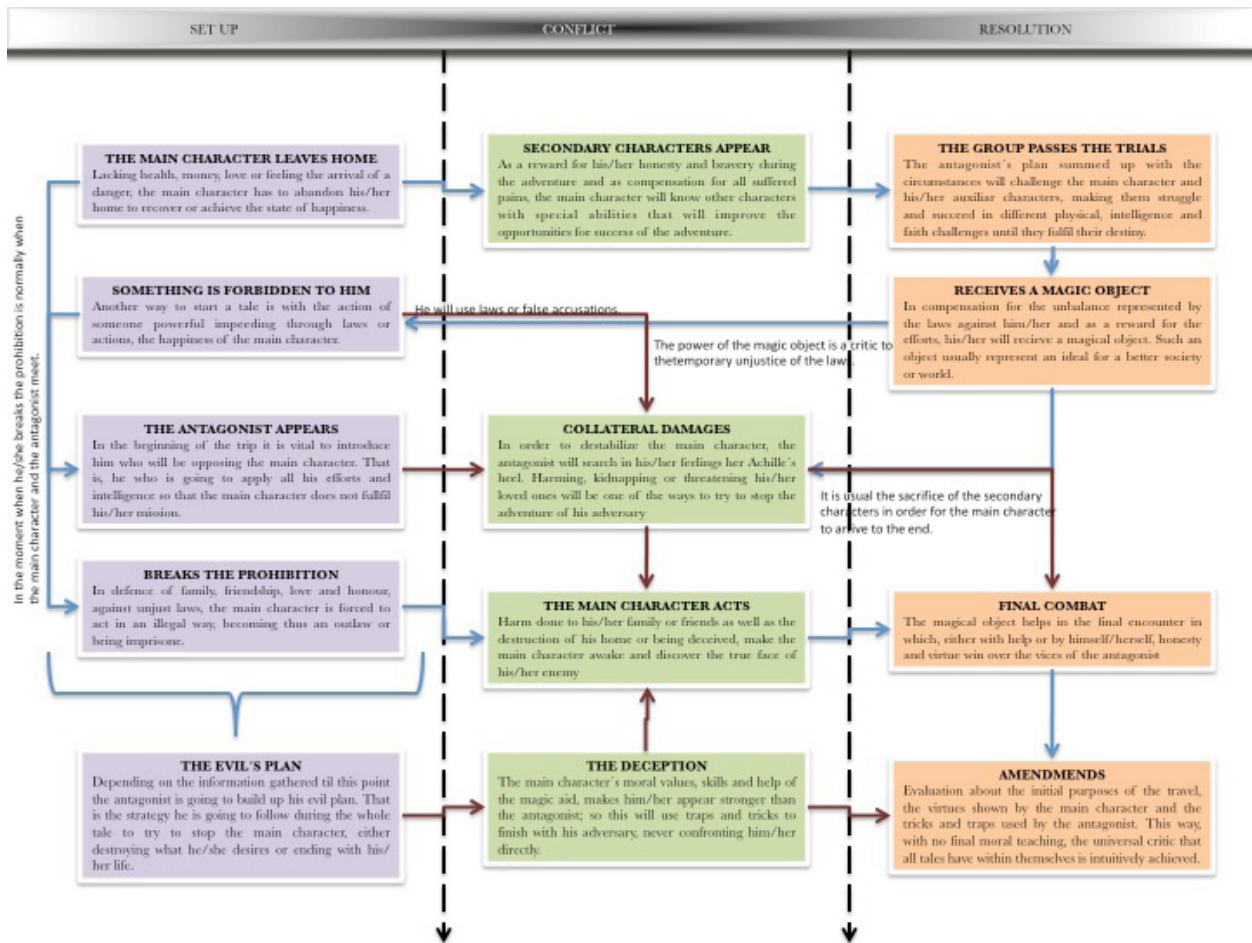 SET UP
CONFLICT
RESOLUTION
THE MAIN CHARACTER LEAVES HOME
Lacking health, money, love or feeling the arrival of a
danger, the main character has to abandon his/her
home to recover or achieve the state of happiness.
SECONDARY CHARACTERS APPEAR
As a reward for his/her honesty and bravery during
the adventure and as compensation for all suffered
pains, the main character will know other characters
with special abilities that will improve the
opportunities for success of the adventure.
THE GROUP PASSES THE TRIALS
The antagonist's plan summed up with the
circumstances will challenge the main character and
his/her auxiliar characters, making them struggle
and succeed in different physical, intelligence and
faith challenges until they fulfil their destiny.
In the moment when he/she breaks the prohibition is normally when
the main character and the antagonist meet.
SOMETHING IS FORBIDDEN TO HIM
Another way to start a tale is with the action of
someone powerful impeeding through laws or
actions, the happiness of the main character.
He will use laws or false accusations.
The power of the magic object is a critic to
thetemporary unjustice of the laws.
RECEIVES A MAGIC OBJECT
In compensation for the unbalance represented by
the laws against him/her and as a reward for the
efforts, his/her will recieve a magical object. Such an
object usually represent an ideal for a better society
or world.
THE ANTAGONIST APPEARS
In the beginning of the trip it is vital to introduce
him who will be opposing the main character. That
is, he who is going to apply all his efforts and
intelligence so that the main character does not fullfil
his/her mission.
COLLATERAL DAMAGES
In order to destabilize the main character, the
antagonist will search in his/her feelings her Achille´s
heel. Harming, kidnapping or threatening his/her
loved ones will be one of the ways to try to stop the
adventure of his adversary
It is usual the sacrifice of the secondary
characters in order for the main character
to arrive to the end.
BREAKS THE PROHIBITION
In defence of family, friendship, love and honour,
against unjust laws, the main character is forced to
act in an illegal way, becoming thus an outlaw or
being imprisone.
THE MAIN CHARACTER ACTS
Harm done to his/her family or friends as well as the
destruction of his home or being deceived, make the
main character awake and discover the true face of
his/her enemy
FINAL COMBAT
The magical object helps in the final encounter in
which, either with help or by himself/herself, honesty
and virtue win over the vices of the antagonist
THE EVIL´S PLAN
Depending on the information gathered til this point
the antagonist is going to build up his evil plan. That
is the strategy he is going to follow during the whole
tale to try to stop the main character, either
destroying what he/she desires or ending with his/
her life.
THE DECEPTION
The main character´s moral values, skills and help of
the magic aid, makes him/her appear stronger than
the antagonist; so this will use traps and tricks to
finish with his adversary, never confronting him/her
directly.
AMENDMENDS
Evaluation about the initial purposes of the travel,
the virtues shown by the main character and the
tricks and traps used by the antagonist. This way,
with no final moral teaching, the universal critic that
all tales have within themselves is intuitively achieved.